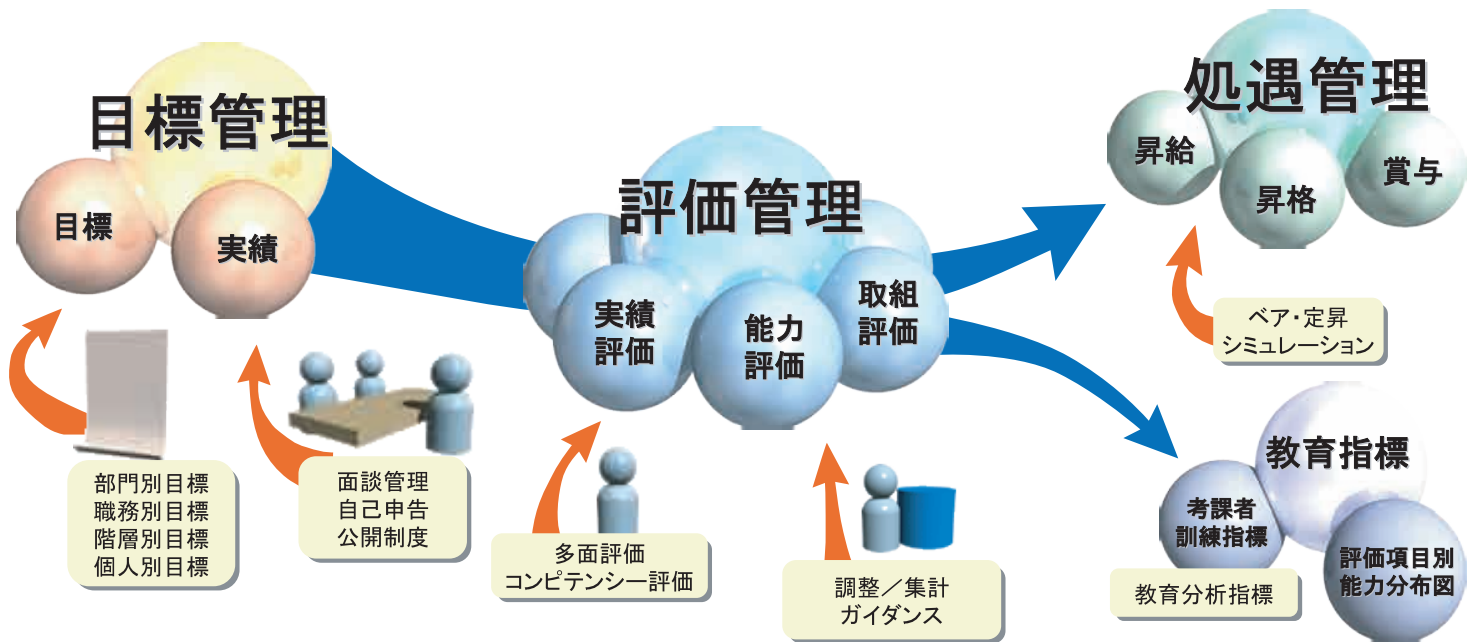 目標管理
目標
実績
部門別目標
職務別目標
階層別目標
個人別目標
面談管理
自己申告
公開制度
評価管理
実績
評価
能力
評価
取組
評価
多面評価
コンピテンシー評価
調整／集計
ガイダンス
処遇管理
昇給
昇格
賞与
ベア・定昇
シミュレーション
教育指標
考課者
訓練指標
評価項目別
能力分布図
教育分析指標